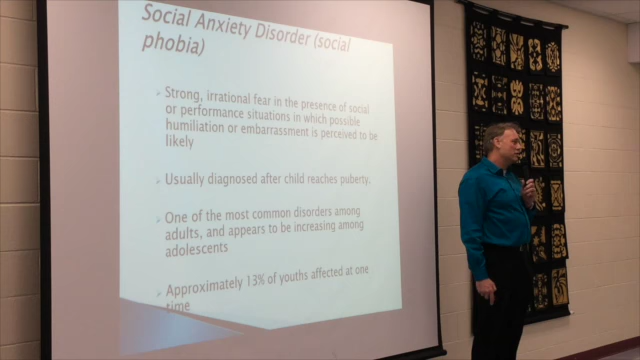 Social Anxiety Disorder (social
phobia)
Strong, irrational fear in the presence of social
or performance situations in which possible
humiliation or embarrassment is perceived to be
likely
Usually diagnosed after child reaches puberty.
One of the most common disorders among
adults, and appears to be increasing among
adolescents
Approximately 13% of youths affected at one
time